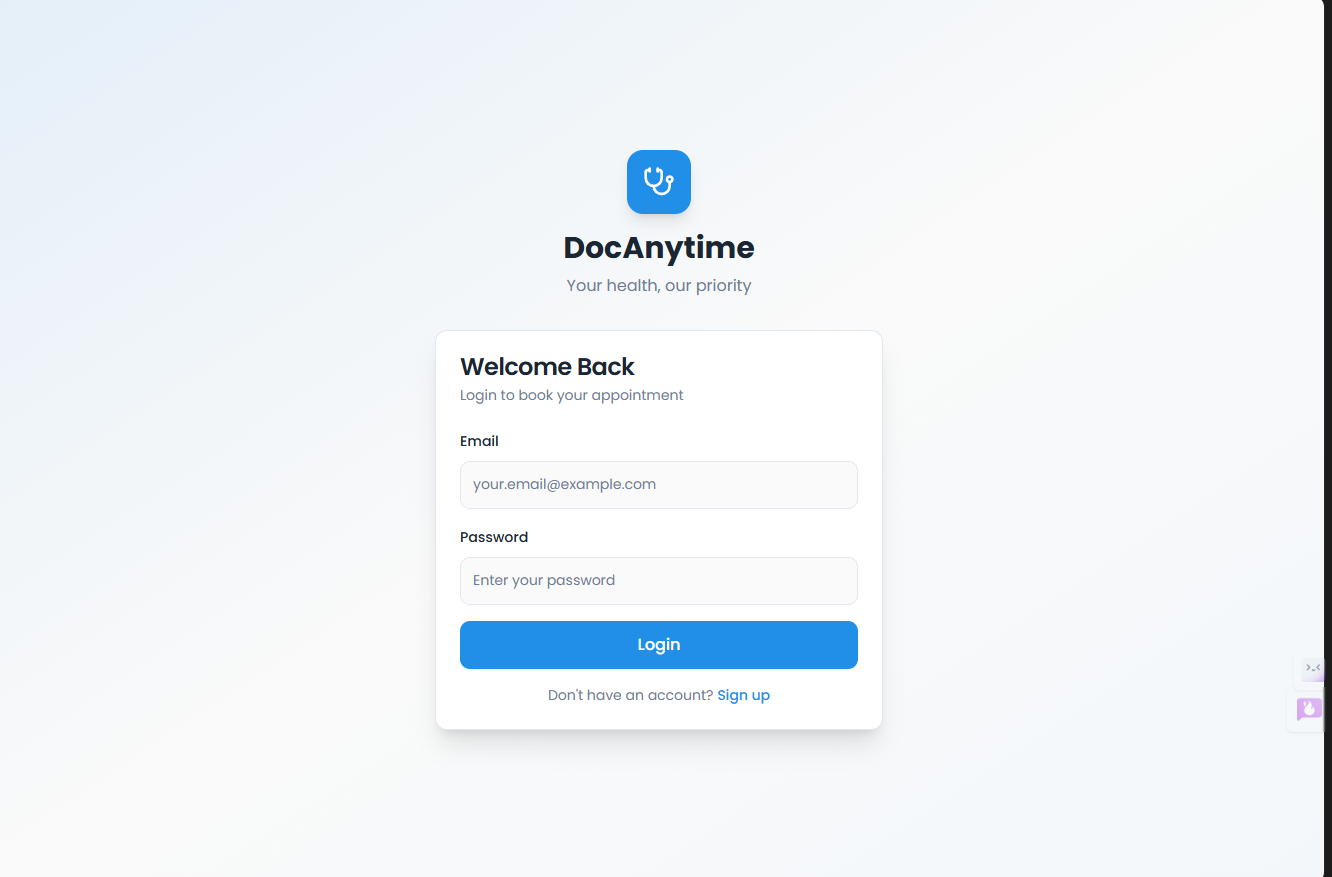 DocAnytime
Your health, our priority
Welcome Back
Login to book your appointment
Email
your.email@example.com
Password
Enter your password
Login
Don't have an account? Sign up